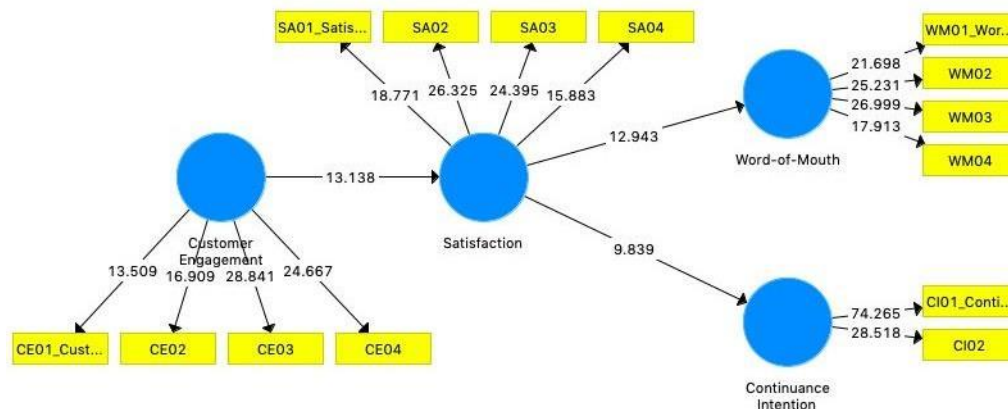 SA01_Satis...
SA02
SA03
SA04
WM01_Wor...
18.771
26.325
24.395
15.883
21.698
25.231
WM02
26.999
WM03
17.913
WM04
12.943
Word-of-Mouth
13.138
Customer
Engagement
Satisfaction
9.839
13.509
16.909
28.841
24.667
74.265
CI01_Conti...
28.518
CI02
CE01_Cust...
CE02
CE03
CE04
Continuance
Intention